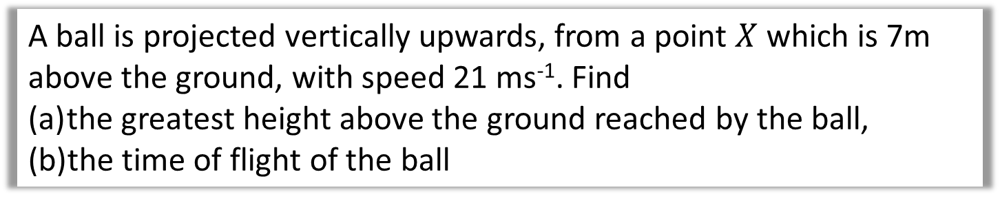 A ball is projected vertically upwards, from a point X which is 7m
above the ground, with speed 21 ms⁻¹. Find
(a)the greatest height above the ground reached by the ball,
(b)the time of flight of the ball